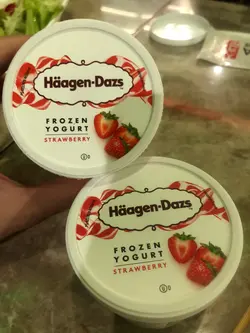 Häagen-Dazs
FROZEN
YOGURT
STRAWBERRY
Häagen-Dazs
FROZEN
YOGURT
STRAWBERRY